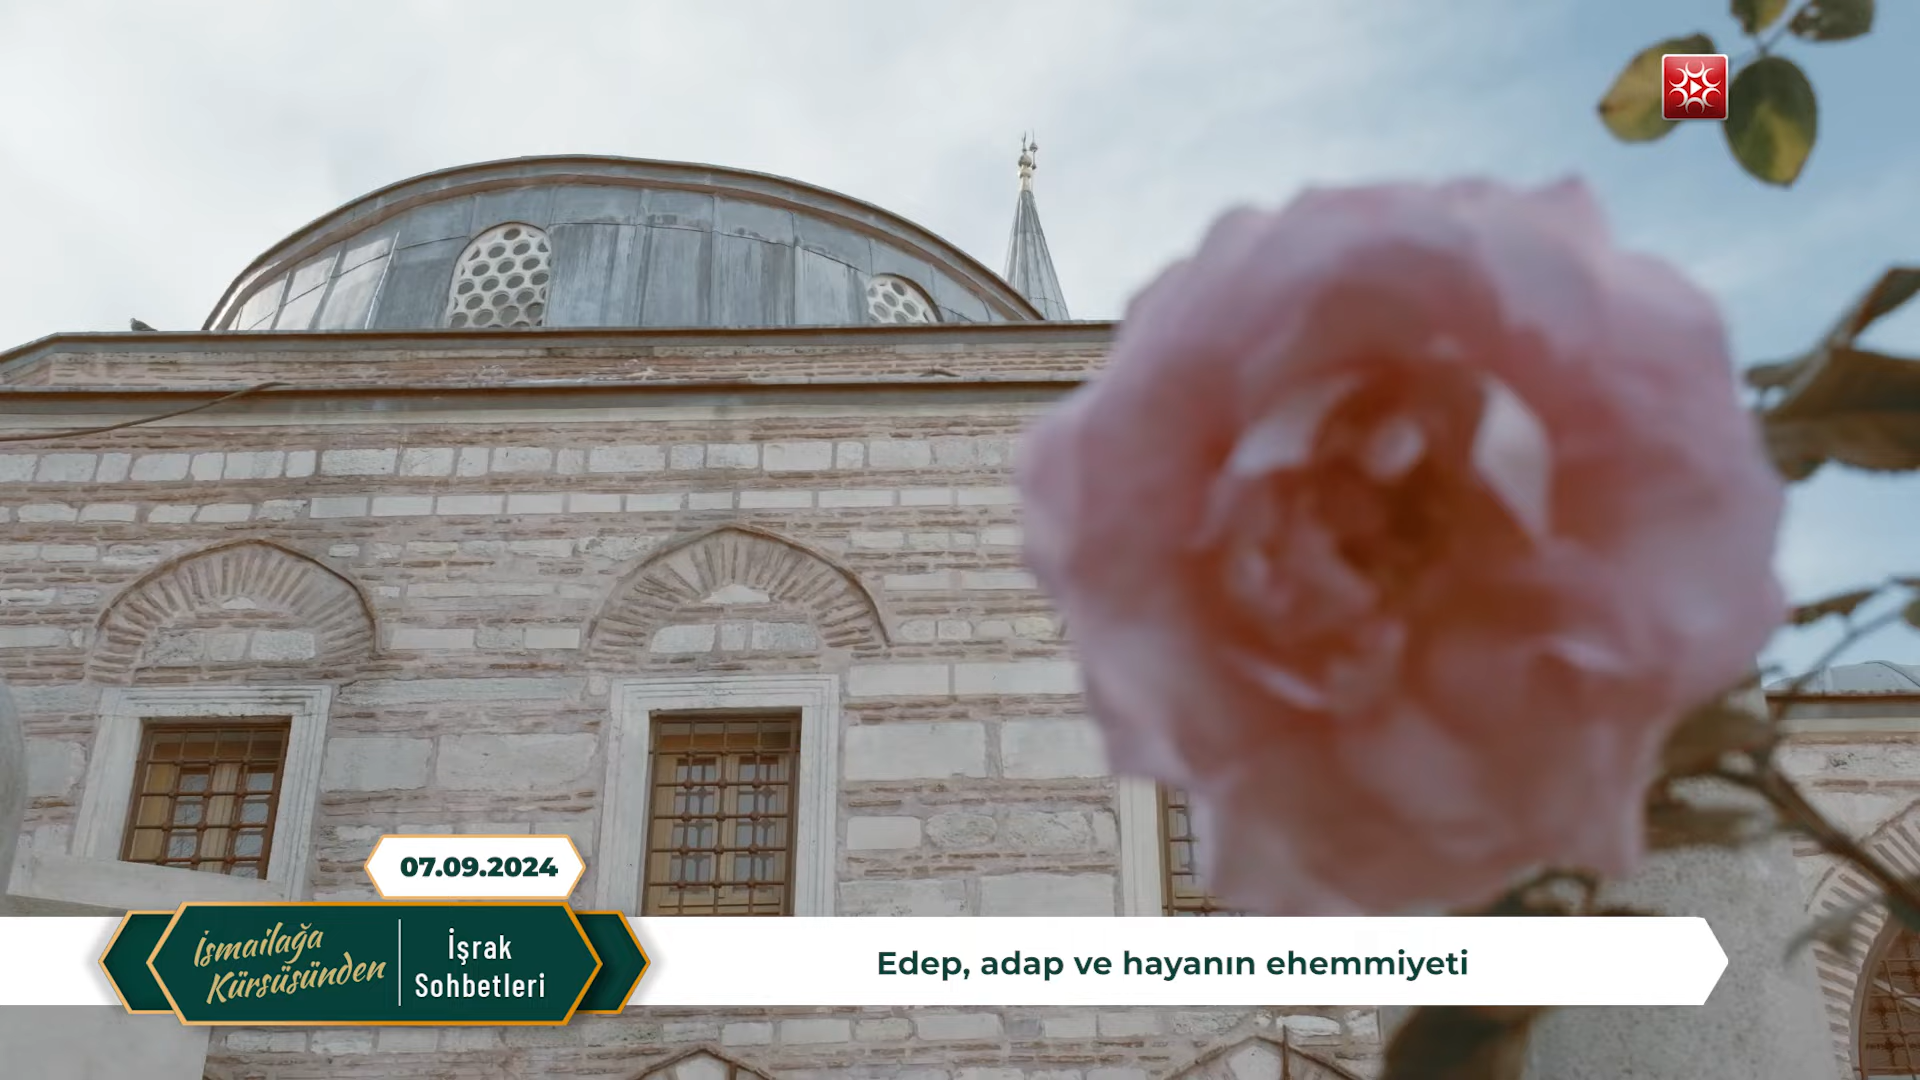 07.09.2024
İsmailağa
Kürsüsünden
İşrak
Sohbetleri
Edep, adap ve hayanın ehemmiyeti